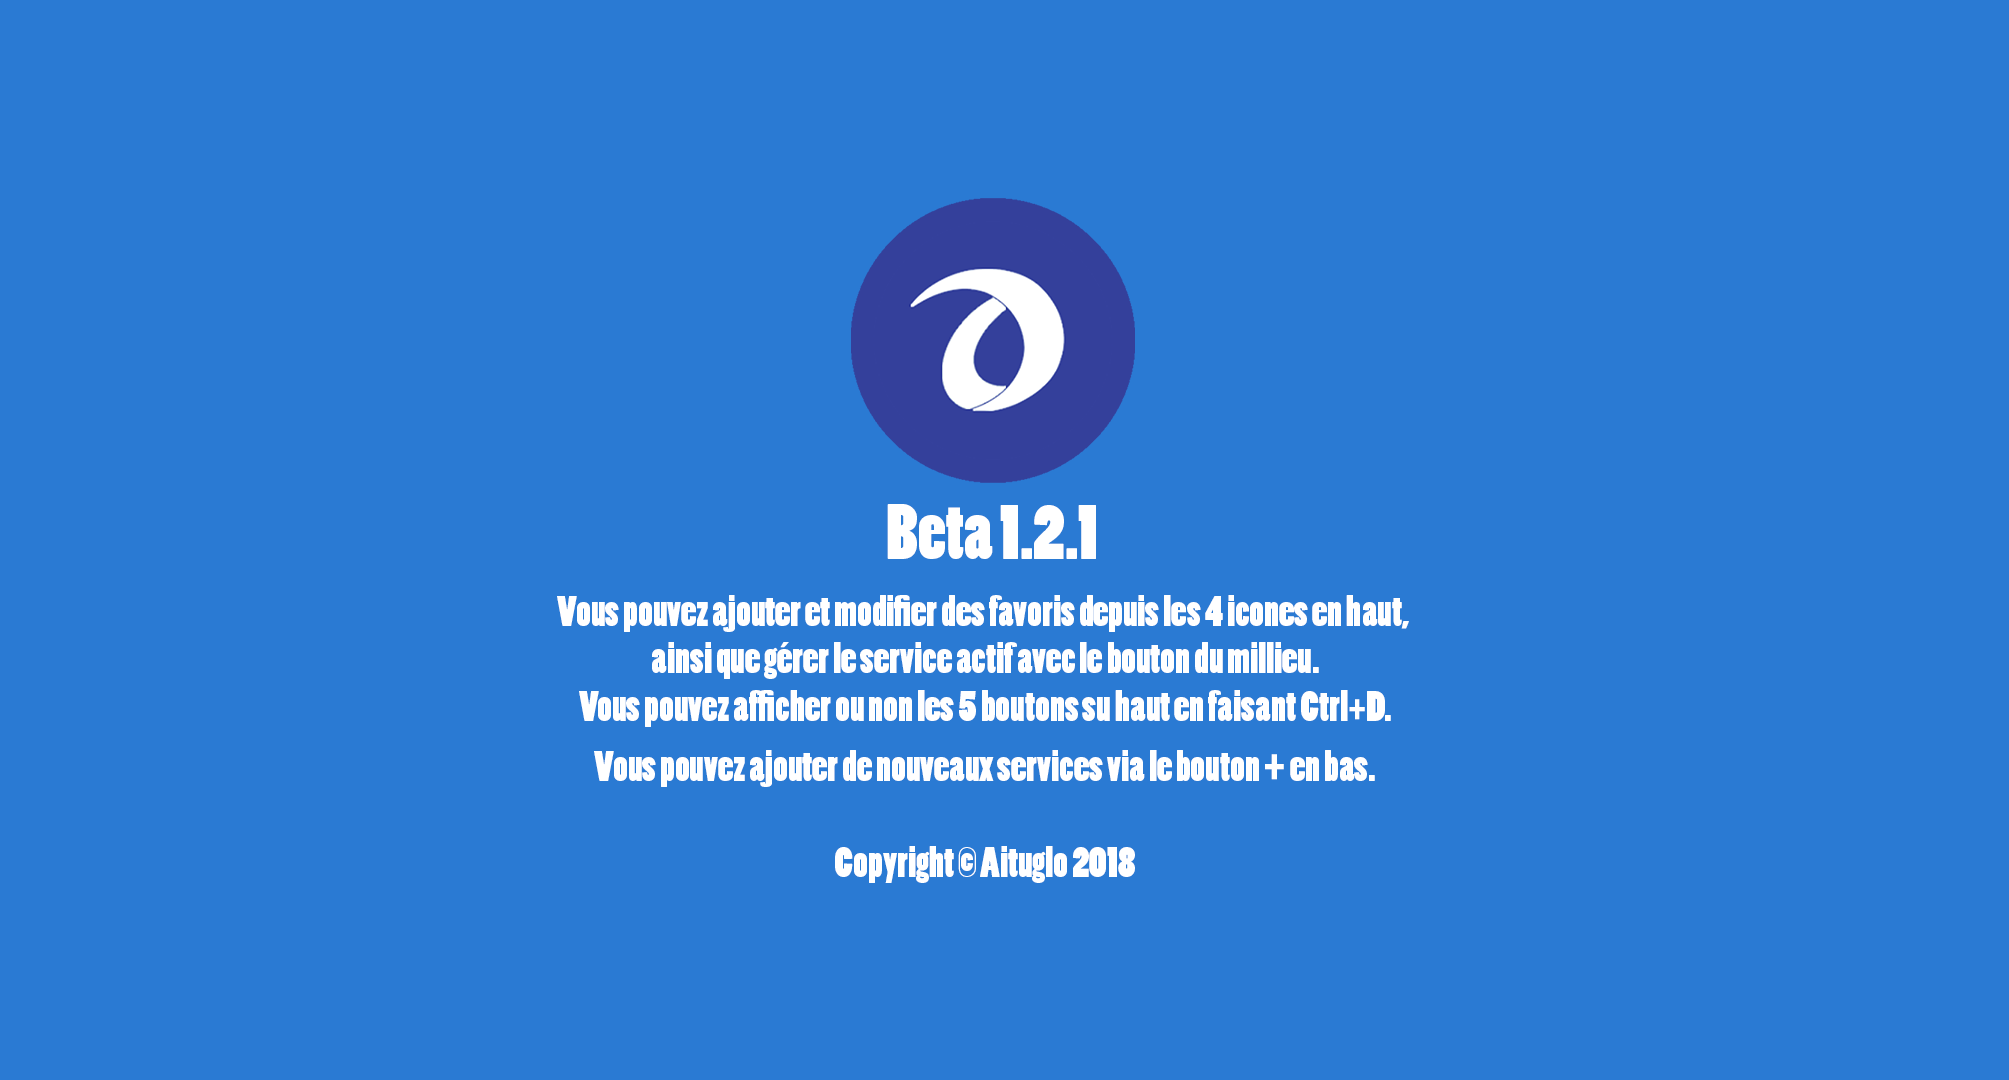 Beta 1.2.1
Vous pouvez ajouter et modifier des favoris depuis les 4 icones en haut,
ainsi que gérer le service actif avec le bouton du millieu.
Vous pouvez afficher ou non les 5 boutons su haut en faisant Ctrl+D.
Vous pouvez ajouter de nouveaux services via le bouton + en bas.
Copyright © Aituglo 2018